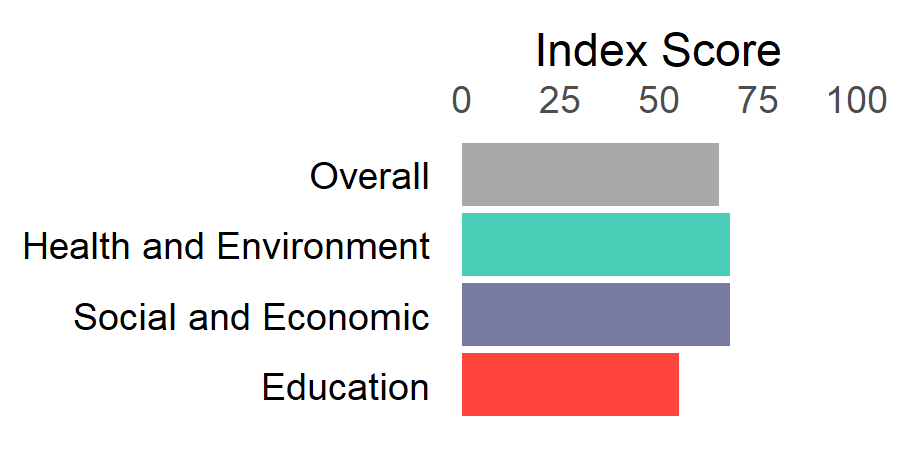 Index Score
0 25 50 75 100
Overall
Health and Environment
Social and Economic
Education